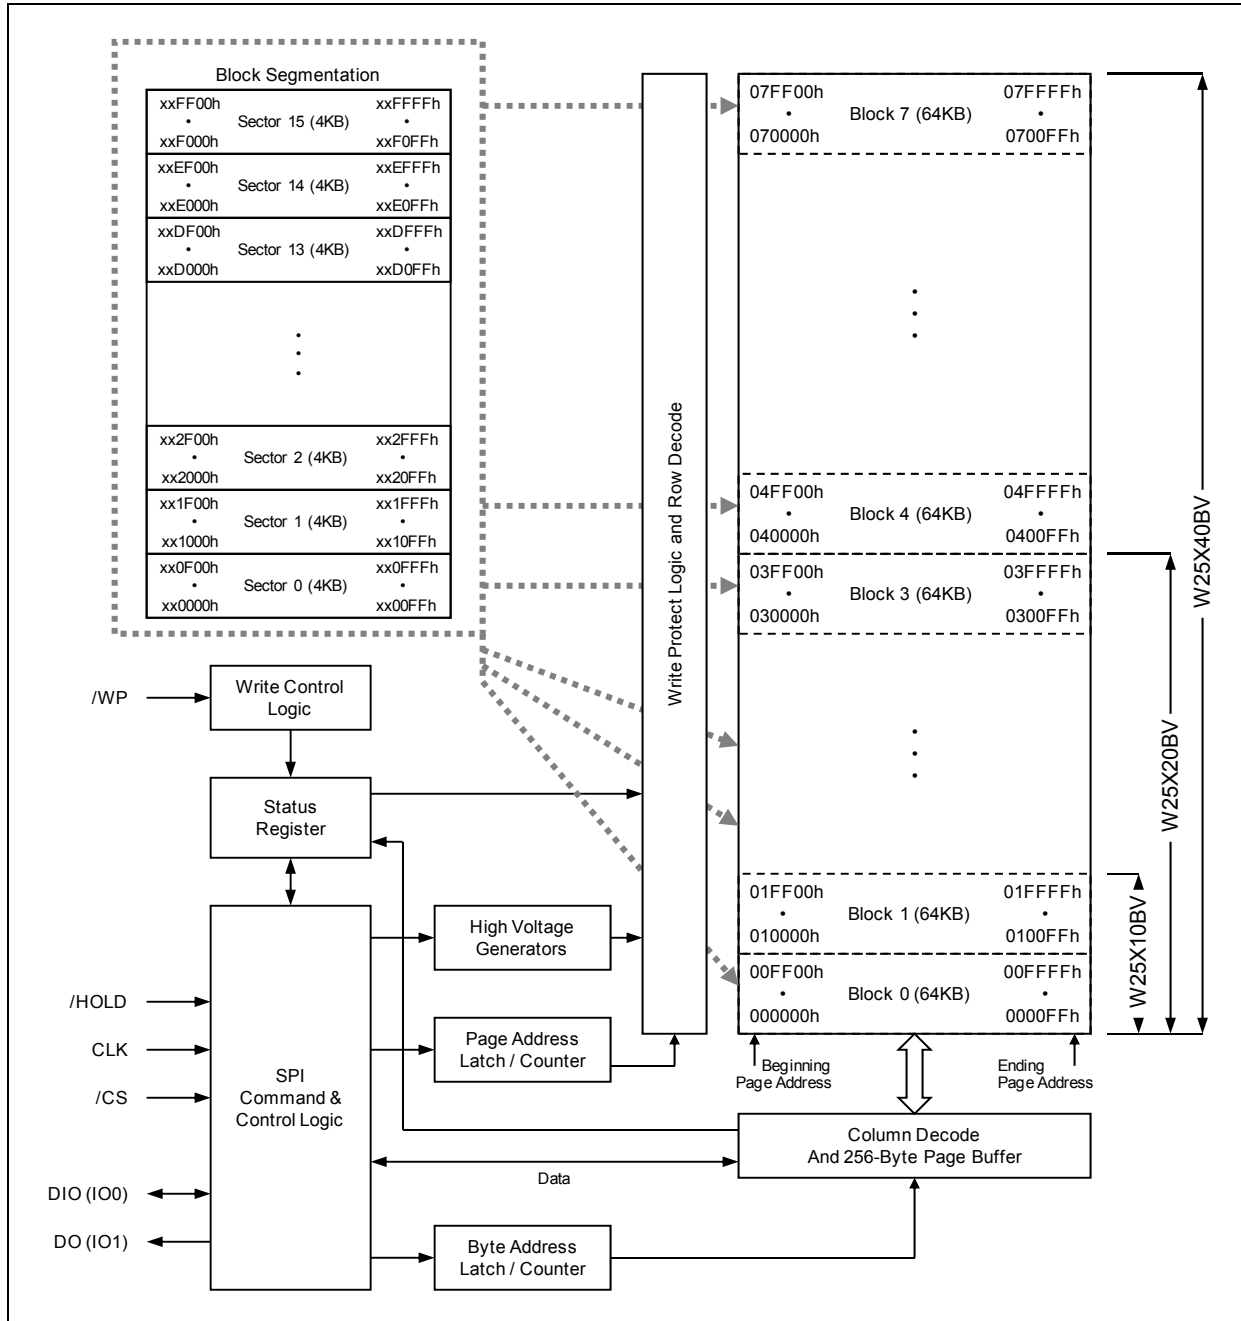 Block Segmentation
xxFF00h xxFFFFh
• Sector 15 (4KB) •
xxF000h xxF0FFh
xxEF00h xxEFFFh
• Sector 14 (4KB) •
xxE000h xxE0FFh
xxDF00h xxDFFFh
• Sector 13 (4KB) •
xxD000h xxD0FFh
xx2F00h xx2FFFh
• Sector 2 (4KB) •
xx2000h xx20FFh
xx1F00h xx1FFFh
• Sector 1 (4KB) •
xx1000h xx10FFh
xx0F00h xx0FFFh
• Sector 0 (4KB) •
xx0000h xx00FFh
Write Protect Logic and Row Decode
07FF00h 07FFFFh
• Block 7 (64KB) •
070000h 0700FFh
04FF00h 04FFFFh
• Block 4 (64KB) •
040000h 0400FFh
03FF00h 03FFFFh
• Block 3 (64KB) •
030000h 0300FFh
01FF00h 01FFFFh
• Block 1 (64KB) •
010000h 0100FFh
00FF00h 00FFFFh
• Block 0 (64KB) •
000000h 0000FFh
W25X10BV
W25X20BV
W25X40BV
Beginning
Page Address
Ending
Page Address
/WP
Write Control
Logic
Status
Register
High Voltage
Generators
/HOLD
CLK
/CS
DIO (IO0)
DO (IO1)
SPI
Command &
Control Logic
Page Address
Latch / Counter
Column Decode
And 256-Byte Page Buffer
Data
Byte Address
Latch / Counter